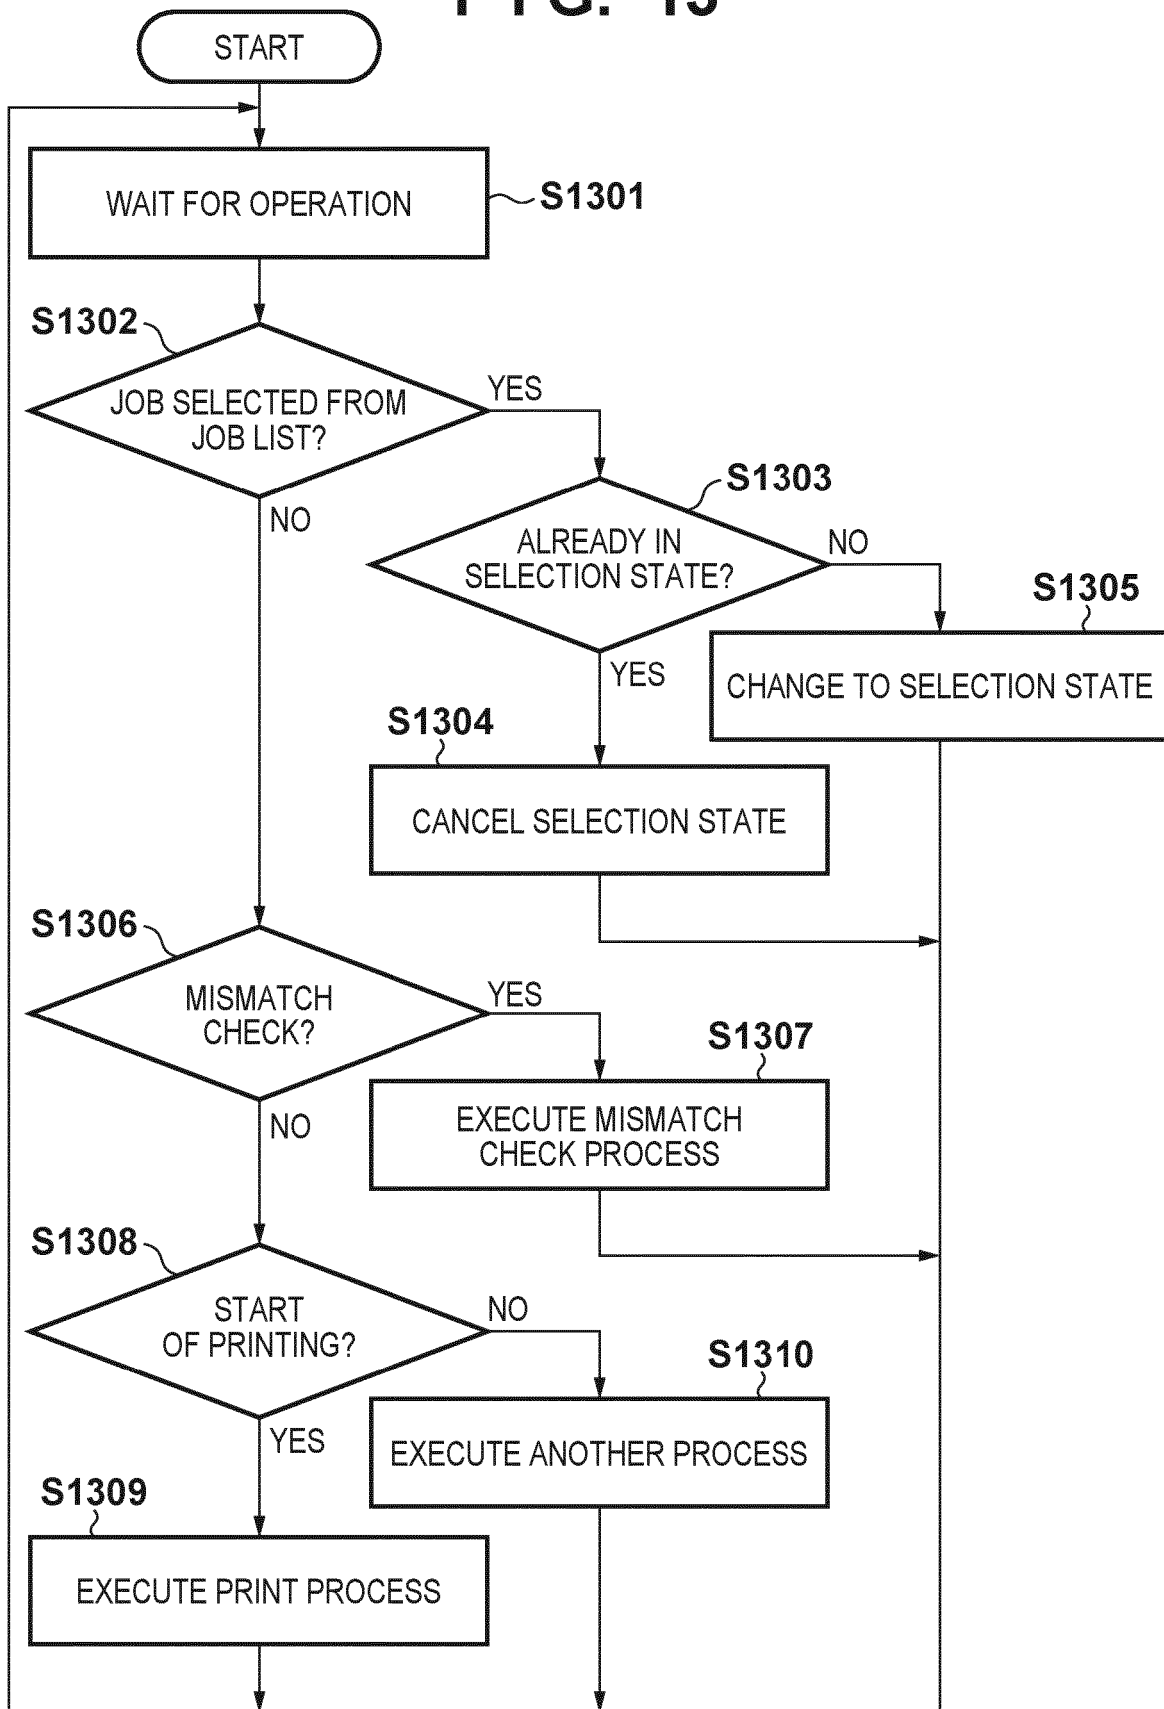 FIG. 13
START
WAIT FOR OPERATION
S1301
S1302
JOB SELECTED FROM
JOB LIST?
YES
NO
S1303
ALREADY IN
SELECTION STATE?
NO
YES
S1305
CHANGE TO SELECTION STATE
S1304
CANCEL SELECTION STATE
S1306
MISMATCH
CHECK?
YES
NO
S1307
EXECUTE MISMATCH
CHECK PROCESS
S1308
START
OF PRINTING?
NO
YES
S1310
EXECUTE ANOTHER PROCESS
S1309
EXECUTE PRINT PROCESS